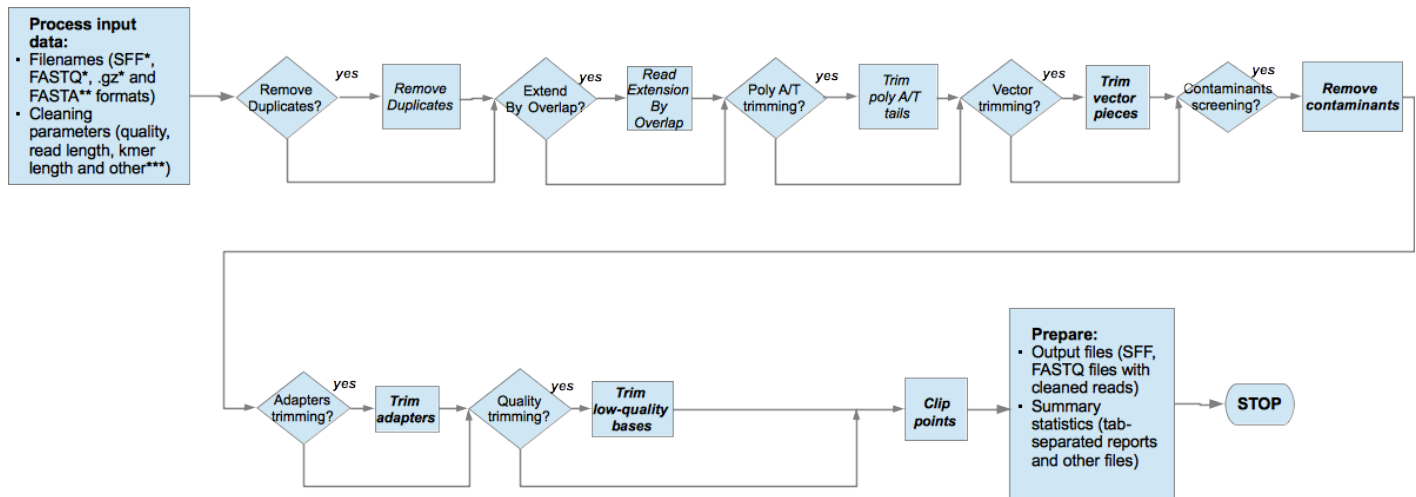 Process input
data:
▪ Filenames (SFF*,
FASTQ*, .gz* and
FASTA** formats)
▪ Cleaning
parameters (quality,
read length, kmer
length and other***)
Remove
Duplicates?
yes
Remove
Duplicates
Extend
By Overlap?
yes
Read
Extension
By
Overlap
Poly A/T
trimming?
yes
Trim
poly A/T
tails
Vector
trimming?
yes
Trim
vector
pieces
Contaminants
screening?
yes
Remove
contaminants
Adapters
trimming?
yes
Trim
adapters
Quality
trimming?
yes
Trim
low-quality
bases
Clip
points
Prepare:
▪ Output files (SFF,
FASTQ files with
cleaned reads)
▪ Summary
statistics (tab-
separated reports
and other files)
STOP